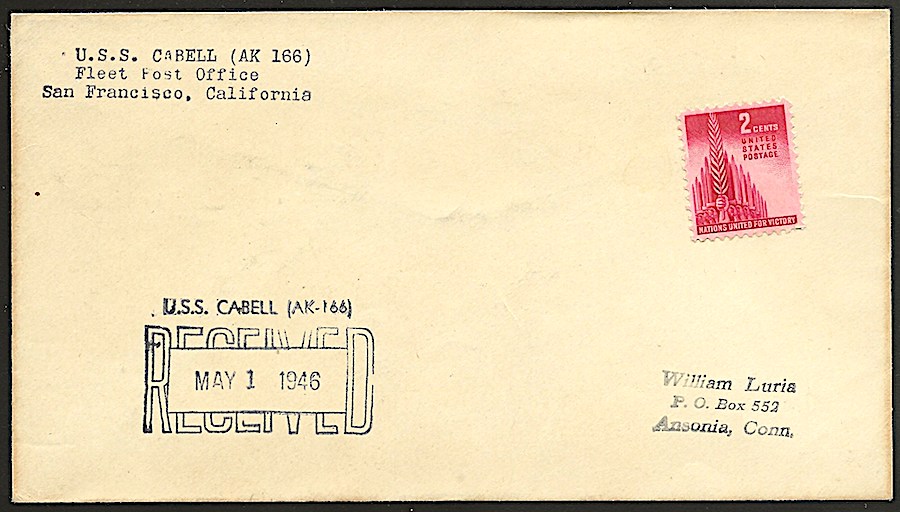 U.S.S. CABELL (AK 166)
Fleet Post Office
San Francisco, California
2 CENTS
UNITED
STATES
POSTAGE
NATIONS UNITED FOR VICTORY
U.S.S. CABELL (AK-166)
RECEIVED
MAY 1 1946
RECEIVED
William Luria
P. O. Box 552
Ansonia, Conn.